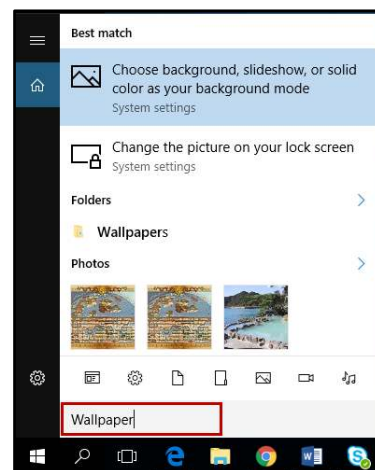 Best match
Choose background, slideshow, or solid
color as your background mode
System settings
Change the picture on your lock screen
System settings
Folders
Wallpapers
Photos
Wallpaper